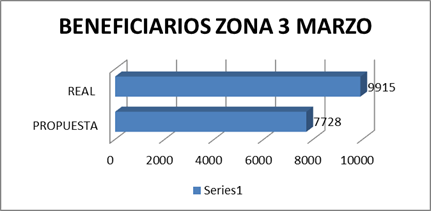 BENEFICIARIOS ZONA 3 MARZO
REAL 9915
PROPUESTA 7728
0 2000 4000 6000 8000 10000
Series1